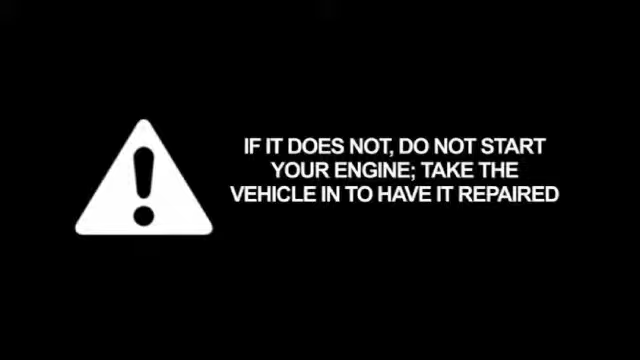 IF IT DOES NOT, DO NOT START
YOUR ENGINE; TAKE THE
VEHICLE IN TO HAVE IT REPAIRED